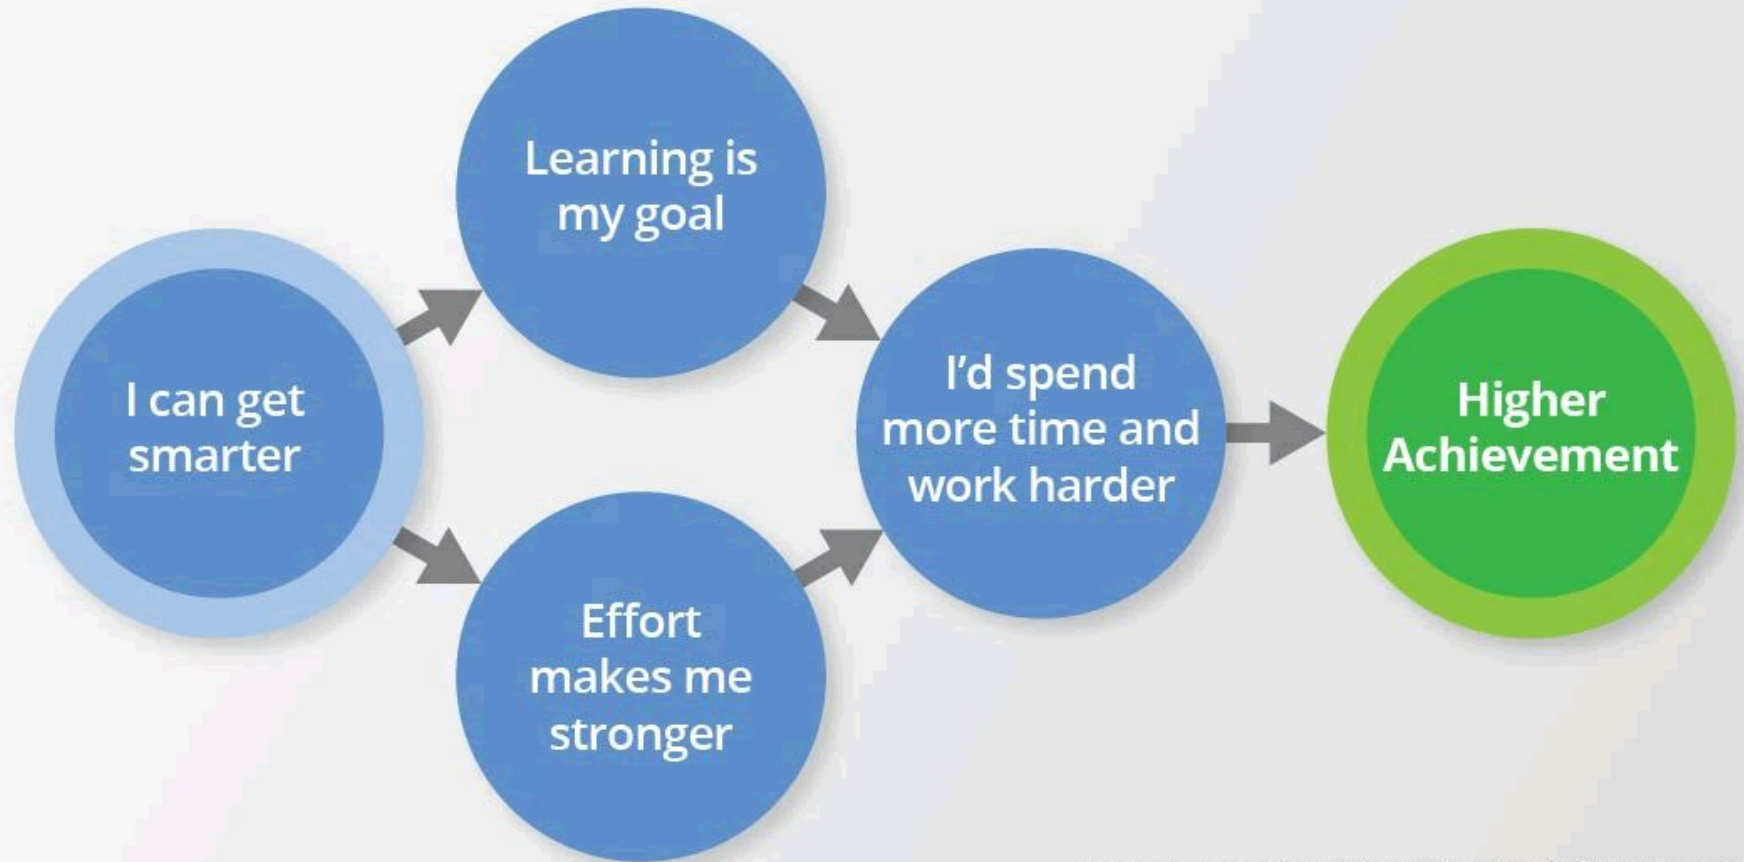 Learning is
my goal
I can get
smarter
Effort
makes me
stronger
I'd spend
more time and
work harder
Higher
Achievement